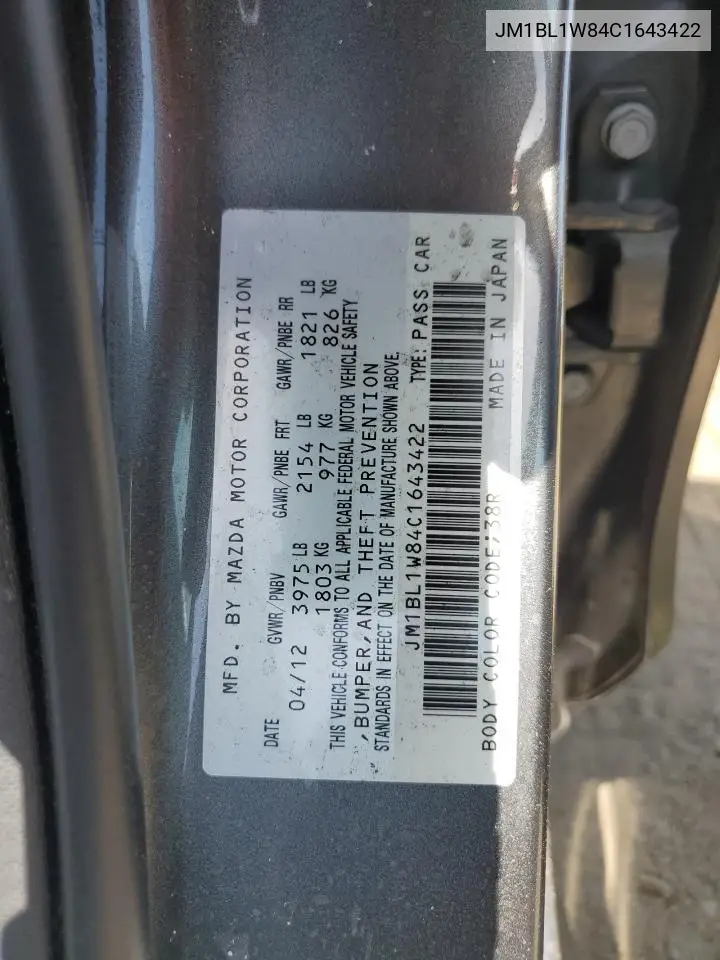 JM1BL1W84C1643422
MFD. BY MAZDA MOTOR CORPORATION
DATE GVWR/PNBV GAWR/PNBE FRT GAWR/PNBE RR
04/12 3975 LB 2154 LB 1821 LB
1803 KG 977 KG 826 KG
THIS VEHICLE CONFORMS TO ALL APPLICABLE FEDERAL MOTOR VEHICLE SAFETY
,BUMPER,AND THEFT PREVENTION
STANDARDS IN EFFECT ON THE DATE OF MANUFACTURE SHOWN ABOVE.
JM1BL1W84C1643422 TYPE: PASS CAR
BODY COLOR CODE:38R MADE IN JAPAN